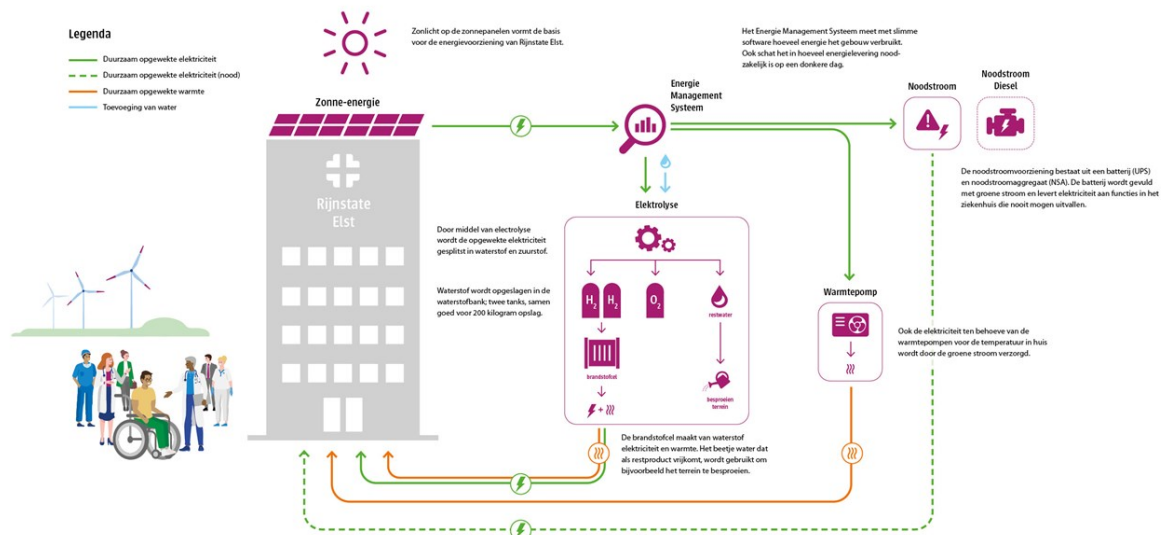 Legenda
Duurzaam opgewekte elektriciteit
Duurzaam opgewekte elektriciteit (nood)
Duurzaam opgewekte warmte
Toevoeging van water
Zonlicht op de zonnepanelen vormt de basis
voor de energievoorziening van Rijnstate Elst.
Zonne-energie
Rijnstate
Elst
Het Energie Management Systeem meet met slimme
software hoeveel energie het gebouw verbruikt.
Ook schat het in hoeveel energielevering nood-
zakelijk is op een donkere dag.
Energie
Management
Systeem
Noodstroom
Noodstroom
Diesel
De noodstroomvoorziening bestaat uit een batterij (UPS)
en noodstroomaggregaat (NSA). De batterij wordt gevuld
met groene stroom en levert elektriciteit aan functies in het
ziekenhuis die nooit mogen uitvallen.
Elektrolyse
Door middel van electrolyse
wordt de opgewekte elektriciteit
gesplitst in waterstof en zuurstof.
Waterstof wordt opgeslagen in de
waterstofbank; twee tanks, samen
goed voor 200 kilogram opslag.
H2 H2 O2
restwater
brandstofcel
besproeien
terrein
+
De brandstofcel maakt van waterstof
elektriciteit en warmte. Het beetje water dat
als restproduct vrijkomt, wordt gebruikt om
bijvoorbeeld het terrein te besproeien.
Warmtepomp
Ook de elektriciteit ten behoeve van de
warmtepompen voor de temperatuur in huis
wordt door de groene stroom verzorgd.